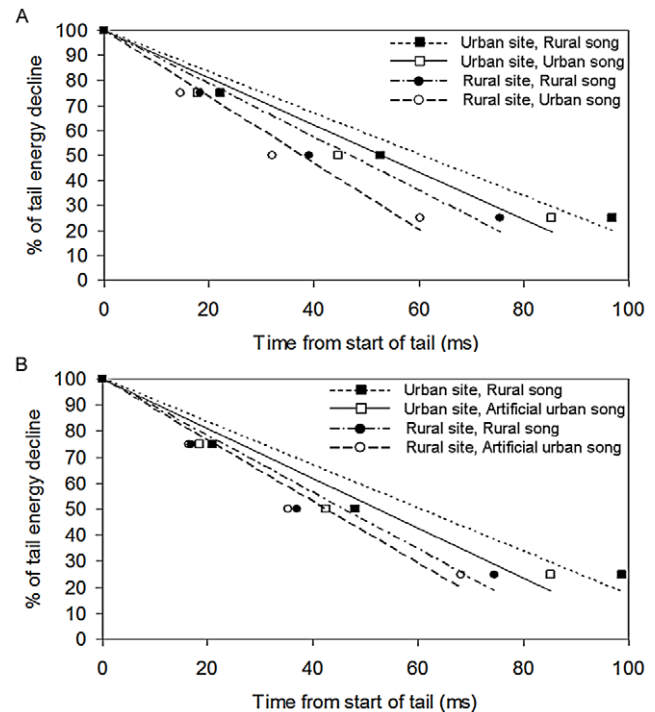 A
% of tail energy decline
100
90
80
70
60
50
40
30
20
10
0
Urban site, Rural song
Urban site, Urban song
Rural site, Rural song
Rural site, Urban song
0 20 40 60 80 100
Time from start of tail (ms)
B
% of tail energy decline
100
90
80
70
60
50
40
30
20
10
0
Urban site, Rural song
Urban site, Artificial urban song
Rural site, Rural song
Rural site, Artificial urban song
0 20 40 60 80 100
Time from start of tail (ms)